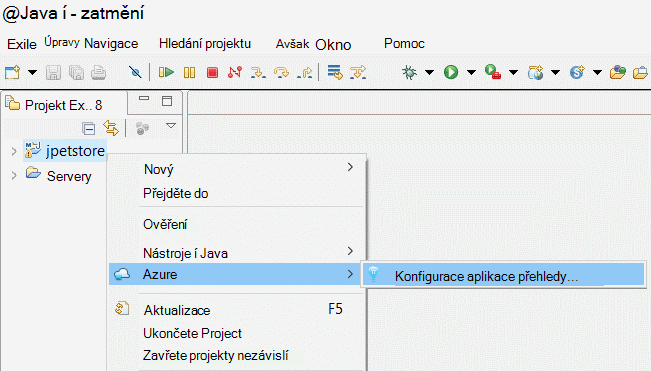 @Java í - zatmění
Exile Úpravy Navigace Hledání projektu Avšak Okno Pomoc
Projekt Ex.. 8
jpetstore
Servery
Nový
Přejděte do
Ověření
Nástroje í Java
Azure
Konfigurace aplikace přehledy...
Aktualizace F5
Ukončete Project
Zavřete projekty nezávislí